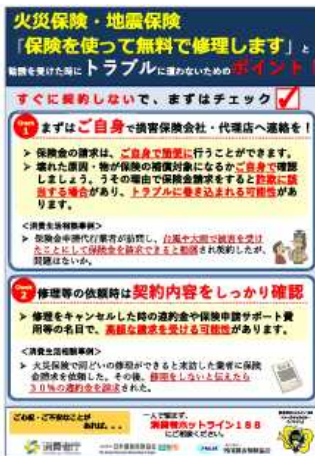 火災保険・地震保険
「保険を使って無料で修理します」と
勧誘を受けた時にトラブルに遭わないためのポイント！
すぐに契約しないで、まずはチェック
Check 1 まずはご自身で損害保険会社・代理店へ連絡を！
➢ 保険金の請求は、ご自身で簡便に行うことができます。
➢ 壊れた原因・物が保険の補償対象になるかご自身で確認
しましょう。うその理由で保険金請求をすると詐欺に該
当する場合があり、トラブルに巻き込まれる可能性があ
ります。
＜消費生活相談事例＞
➢ 保険金申請代行業者が訪問し、台風や大雨で被害を受け
たことにして保険金を請求できると勧誘され契約したが、
問題はないか。
Check 2 修理等の依頼時は契約内容をしっかり確認
➢ 修理をキャンセルした時の違約金や保険申請サポート費
用等の名目で、高額な請求を受ける可能性があります。
＜消費生活相談事例＞
➢ 火災保険で雨どいの修理ができると来訪した業者に保険
金請求を依頼した。その後、修理をしないと伝えたら
30％の違約金を請求された。
ご心配・ご不安なことが
あれば。。。
一人で悩まず、
消費者ホットライン188
にご相談ください。
消費者庁
日本損害保険協会